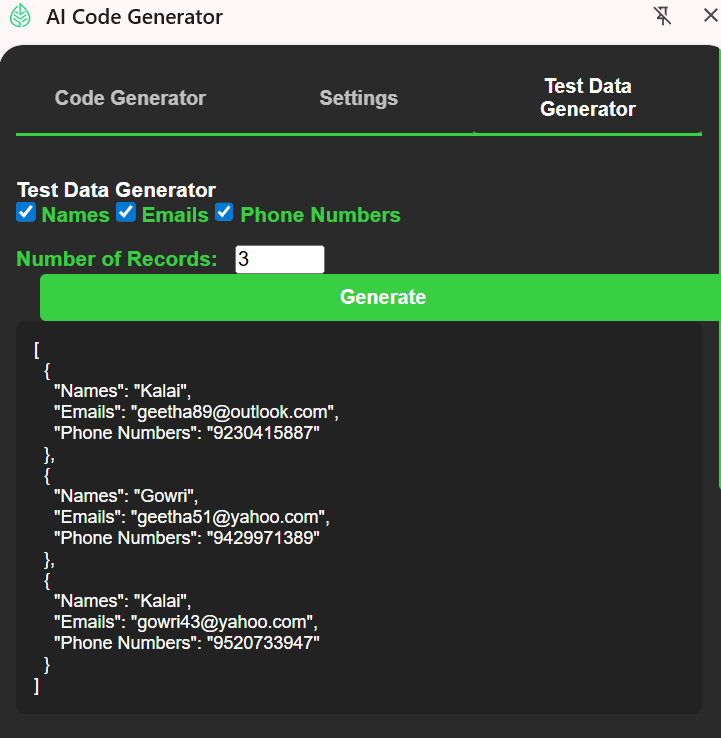 AI Code Generator
Code Generator
Settings
Test Data
Generator
Test Data Generator
Names Emails Phone Numbers
Number of Records: 3
Generate
[
{
"Names": "Kalai",
"Emails": "geetha89@outlook.com",
"Phone Numbers": "9230415887"
},
{
"Names": "Gowri",
"Emails": "geetha51@yahoo.com",
"Phone Numbers": "9429971389"
},
{
"Names": "Kalai",
"Emails": "gowri43@yahoo.com",
"Phone Numbers": "9520733947"
}
]